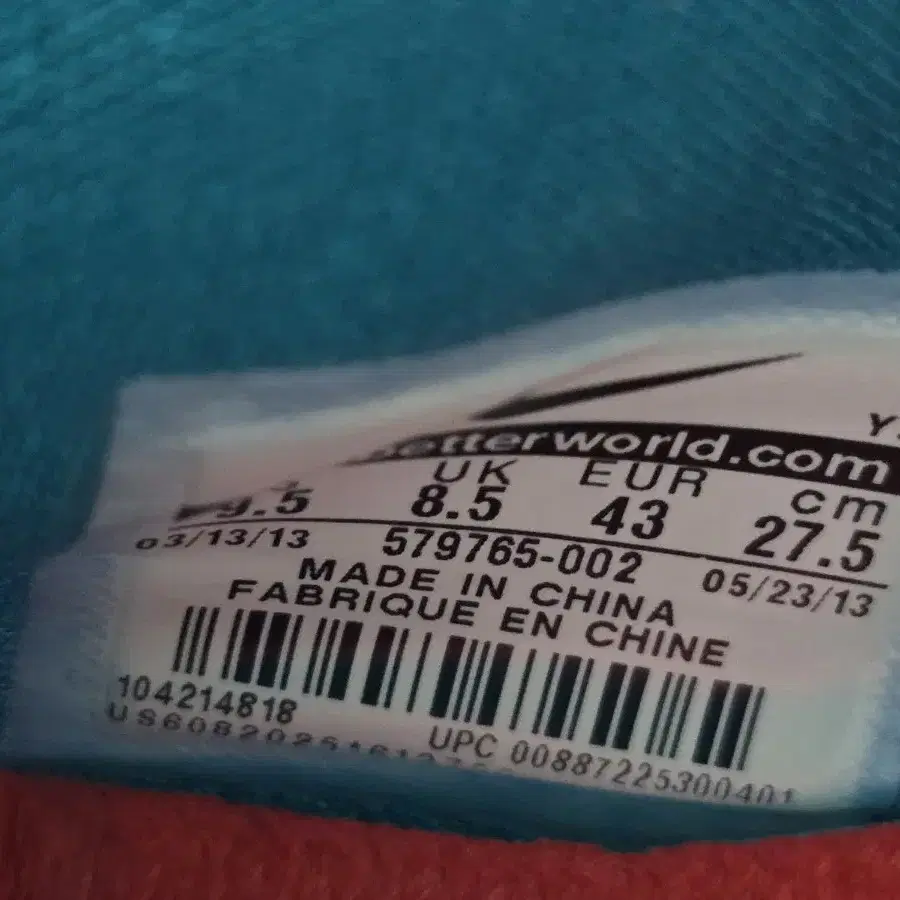 etterworld.com
UK EUR cm
9.5 8.5 43 27.5
03/13/13 579765-002 05/23/13
MADE IN CHINA
FABRIQUE EN CHINE
104214818
UPC 00887225300401